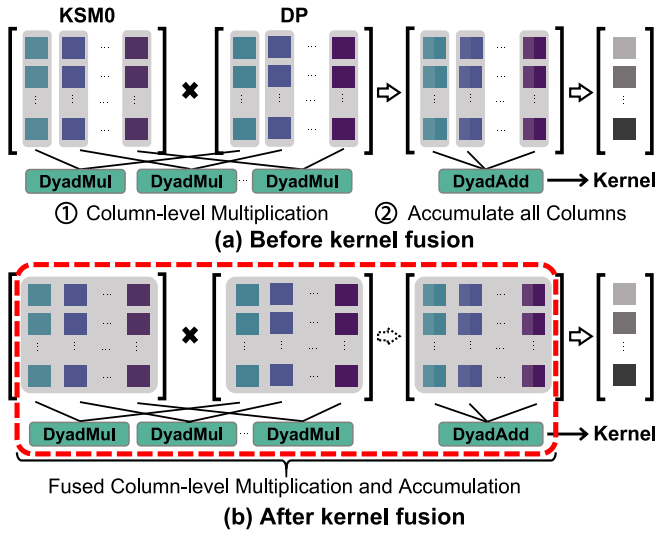 KSM0 DP
... ... ...
... ... ...
⋮ ... ⋮ ⋮ ... ⋮ ⋮ ... ⋮ ⋮
... ... ...
DyadMul DyadMul ... DyadMul DyadAdd Kernel
① Column-level Multiplication ② Accumulate all Columns
(a) Before kernel fusion
... ... ...
... ... ...
⋮ ... ⋮ ⋮ ... ⋮ ⋮ ... ⋮ ⋮
... ... ...
DyadMul DyadMul ... DyadMul DyadAdd Kernel
Fused Column-level Multiplication and Accumulation
(b) After kernel fusion